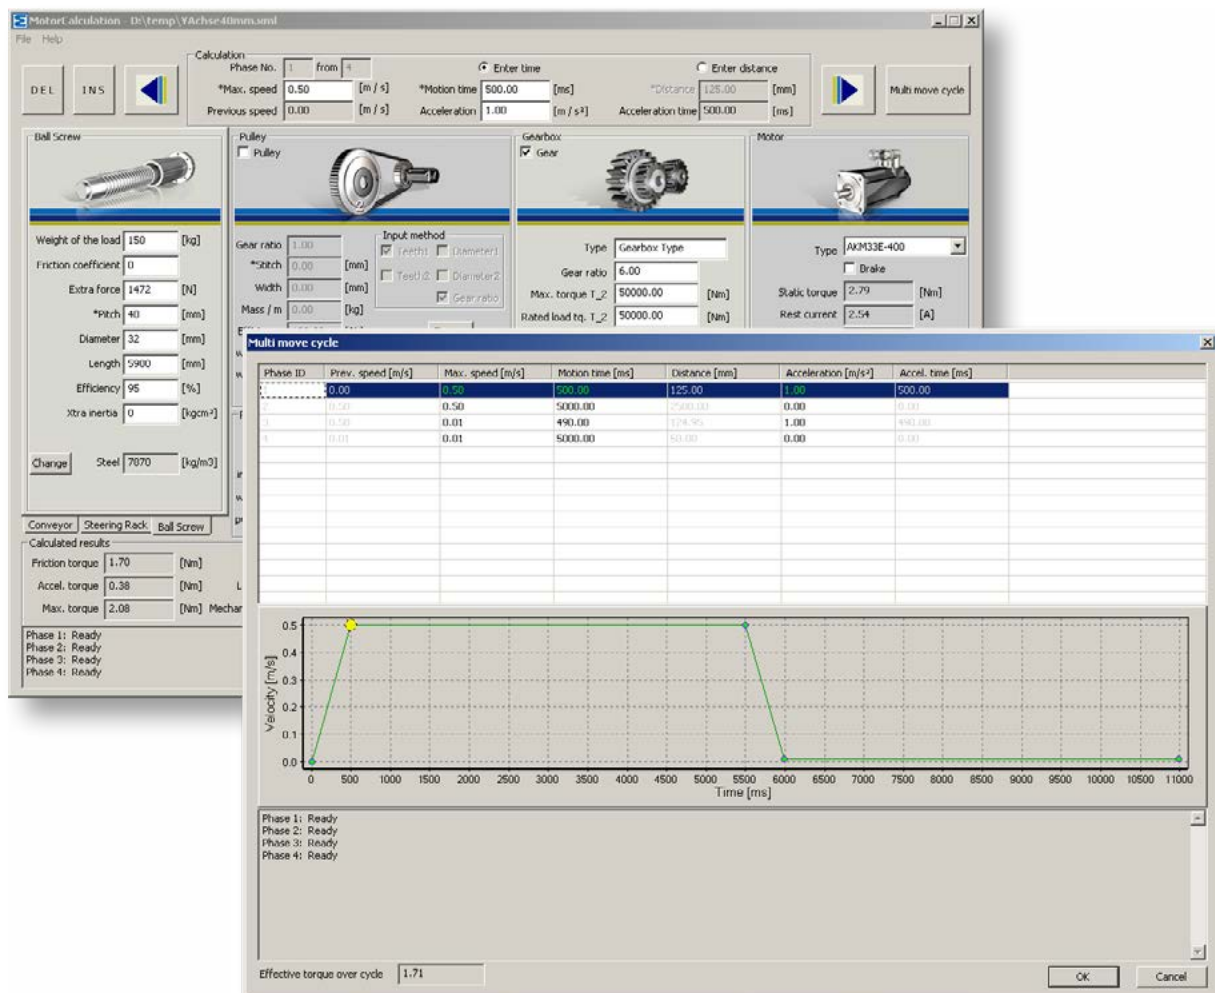 MotorCalculation - D:\temp\YAchse40mm.xml
File Help
Calculation
DEL
INS
Phase No. 1 from 4
Enter time
Enter distance
*Max. speed 0.50 [m / s]
*Motion time 500.00 [ms]
*Distance 125.00 [mm]
Previous speed 0.00 [m / s]
Acceleration 1.00 [m / s²]
Acceleration time 500.00 [ms]
Multi move cycle
Ball Screw
Weight of the load 150 [kg]
Friction coefficient 0
Extra force 1472 [N]
*Pitch 40 [mm]
Diameter 32 [mm]
Length 5900 [mm]
Efficiency 95 [%]
Xtra inertia 0 [kgcm²]
Change Steel 7870 [kg/m3]
Conveyor Steering Rack Ball Screw
Pulley
Pulley
Gear ratio 1.00
*Stitch 0.00 [mm]
Width 0.00 [mm]
Mass / m 0.00 [kg]
Input method
Teeth1 Diameter1
Teeth2 Diameter2
Gear ratio
Gearbox
Gear
Type Gearbox Type
Gear ratio 6.00
Max. torque T_2 50000.00 [Nm]
Rated load tq. T_2 50000.00 [Nm]
Motor
Type AKM33E-400
Brake
Static torque 2.79 [Nm]
Rest current 2.54 [A]
Calculated results
Friction torque 1.70 [Nm]
Accel. torque 0.38 [Nm] L
Max. torque 2.08 [Nm] Mechar
Phase 1: Ready
Phase 2: Ready
Phase 3: Ready
Phase 4: Ready
Multi move cycle
Phase ID Prev. speed [m/s] Max. speed [m/s] Motion time [ms] Distance [mm] Acceleration [m/s²] Accel. time [ms]
0.00 0.50 500.00 125.00 1.00 500.00
2 0.50 0.50 5000.00 2500.00 0.00 0.00
3 0.50 0.01 490.00 124.95 1.00 490.00
4 0.01 0.01 5000.00 50.00 0.00 0.00
Velocity [m/s]
0.5
0.4
0.3
0.2
0.1
0.0
0 500 1000 1500 2000 2500 3000 3500 4000 4500 5000 5500 6000 6500 7000 7500 8000 8500 9000 9500 10000 10500 11000
Time [ms]
Phase 1: Ready
Phase 2: Ready
Phase 3: Ready
Phase 4: Ready
Effective torque over cycle 1.71
OK
Cancel